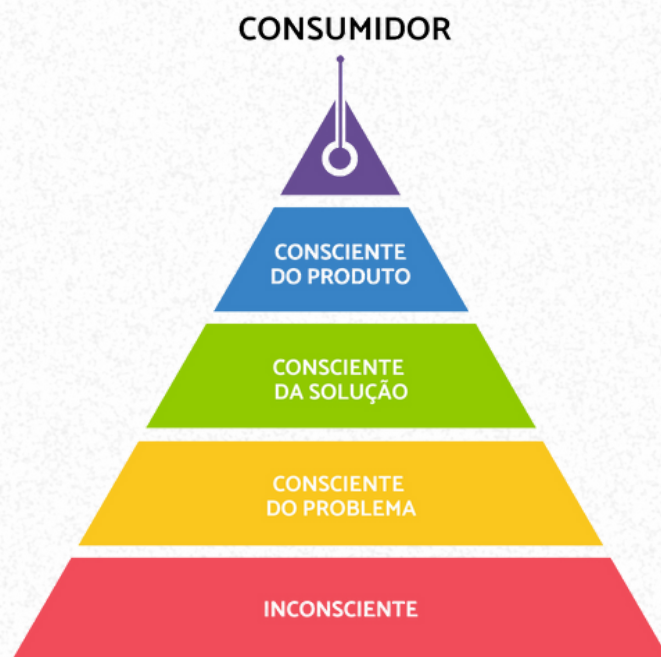 CONSUMIDOR
CONSCIENTE
DO PRODUTO
CONSCIENTE
DA SOLUÇÃO
CONSCIENTE
DO PROBLEMA
INCONSCIENTE